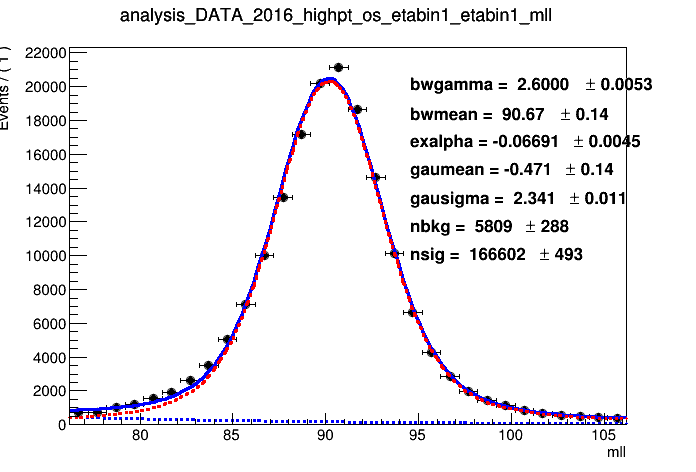 analysis_DATA_2016_highpt_os_etabin1_etabin1_mll
Events / ( 1 )
22000
20000
18000
16000
14000
12000
10000
8000
6000
4000
2000
0
bwgamma = 2.6000 ± 0.0053
bwmean = 90.67 ± 0.14
exalpha = -0.06691 ± 0.0045
gaumean = -0.471 ± 0.14
gausigma = 2.341 ± 0.011
nbkg = 5809 ± 288
nsig = 166602 ± 493
80 85 90 95 100 105
mll